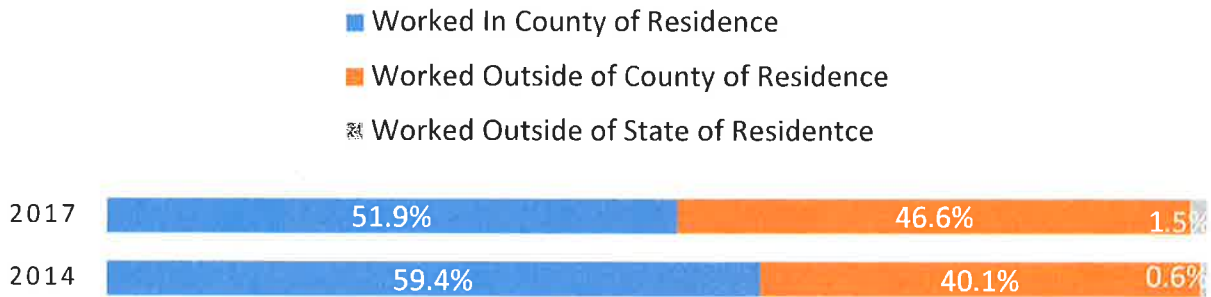 Worked In County of Residence
Worked Outside of County of Residence
Worked Outside of State of Residentce
2017 51.9% 46.6% 1.5%
2014 59.4% 40.1% 0.6%